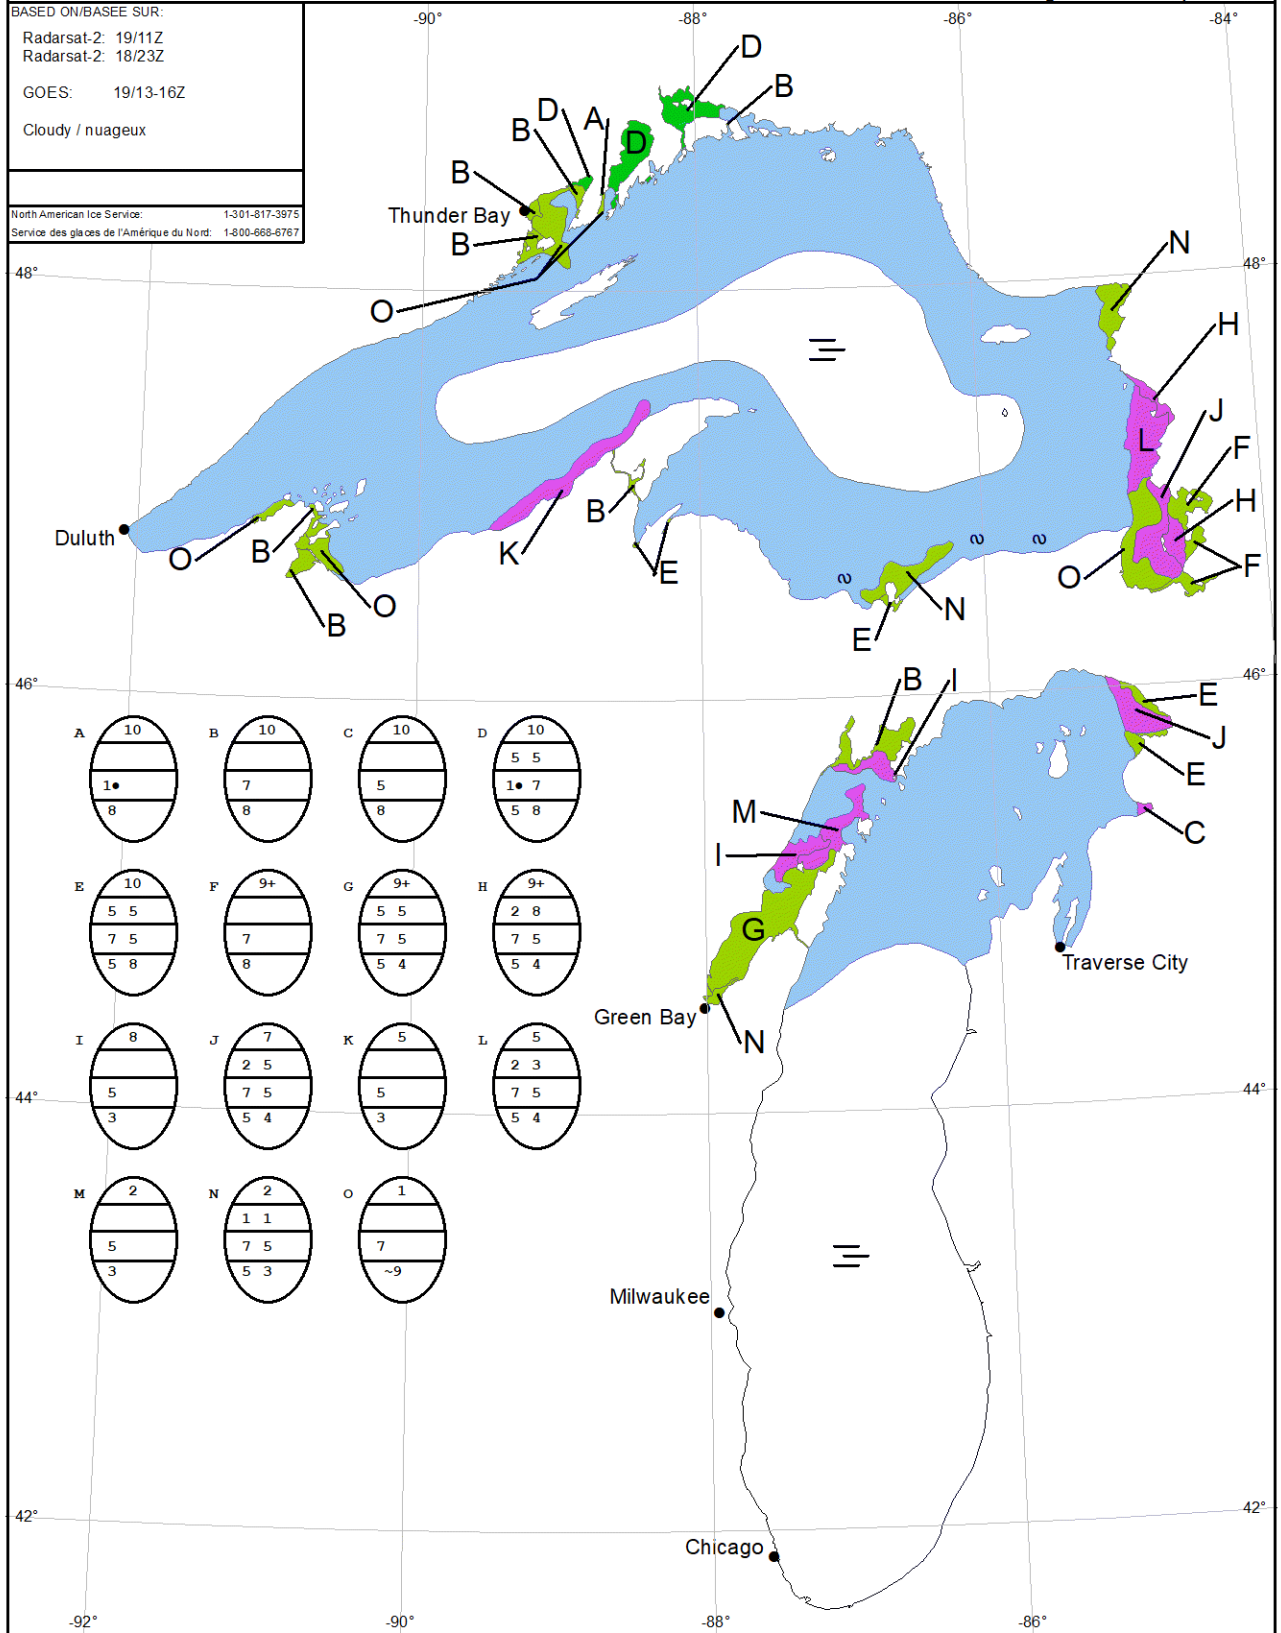 -90°
-88°
-86°
-84°
BASED ON/BASEE SUR:
Radarsat-2: 19/11Z
Radarsat-2: 18/23Z
GOES: 19/13-16Z
Cloudy / nuageux
North American Ice Service: 1-301-817-3975
Service des glaces de l'Amérique du Nord: 1-800-668-6767
D
B
D
A
B
D
B
Thunder Bay
B
N
48°
48°
O
H
J
L
F
B
H
Duluth
O
B
K
E
O
F
O
N
B
E
46°
46°
B
I
E
J
E
M
C
I
G
Traverse City
Green Bay
N
A 10
1●
8
B 10
7
8
C 10
5
8
D 10
5 5
1● 7
5 8
E 10
5 5
7 5
5 8
F 9+
7
8
G 9+
5 5
7 5
5 4
H 9+
2 8
7 5
5 4
I 8
5
3
J 7
2 5
7 5
5 4
K 5
5
3
L 5
2 3
7 5
5 4
44°
44°
M 2
5
3
N 2
1 1
7 5
5 3
O 1
7
~9
Milwaukee
42°
42°
Chicago
-92°
-90°
-88°
-86°